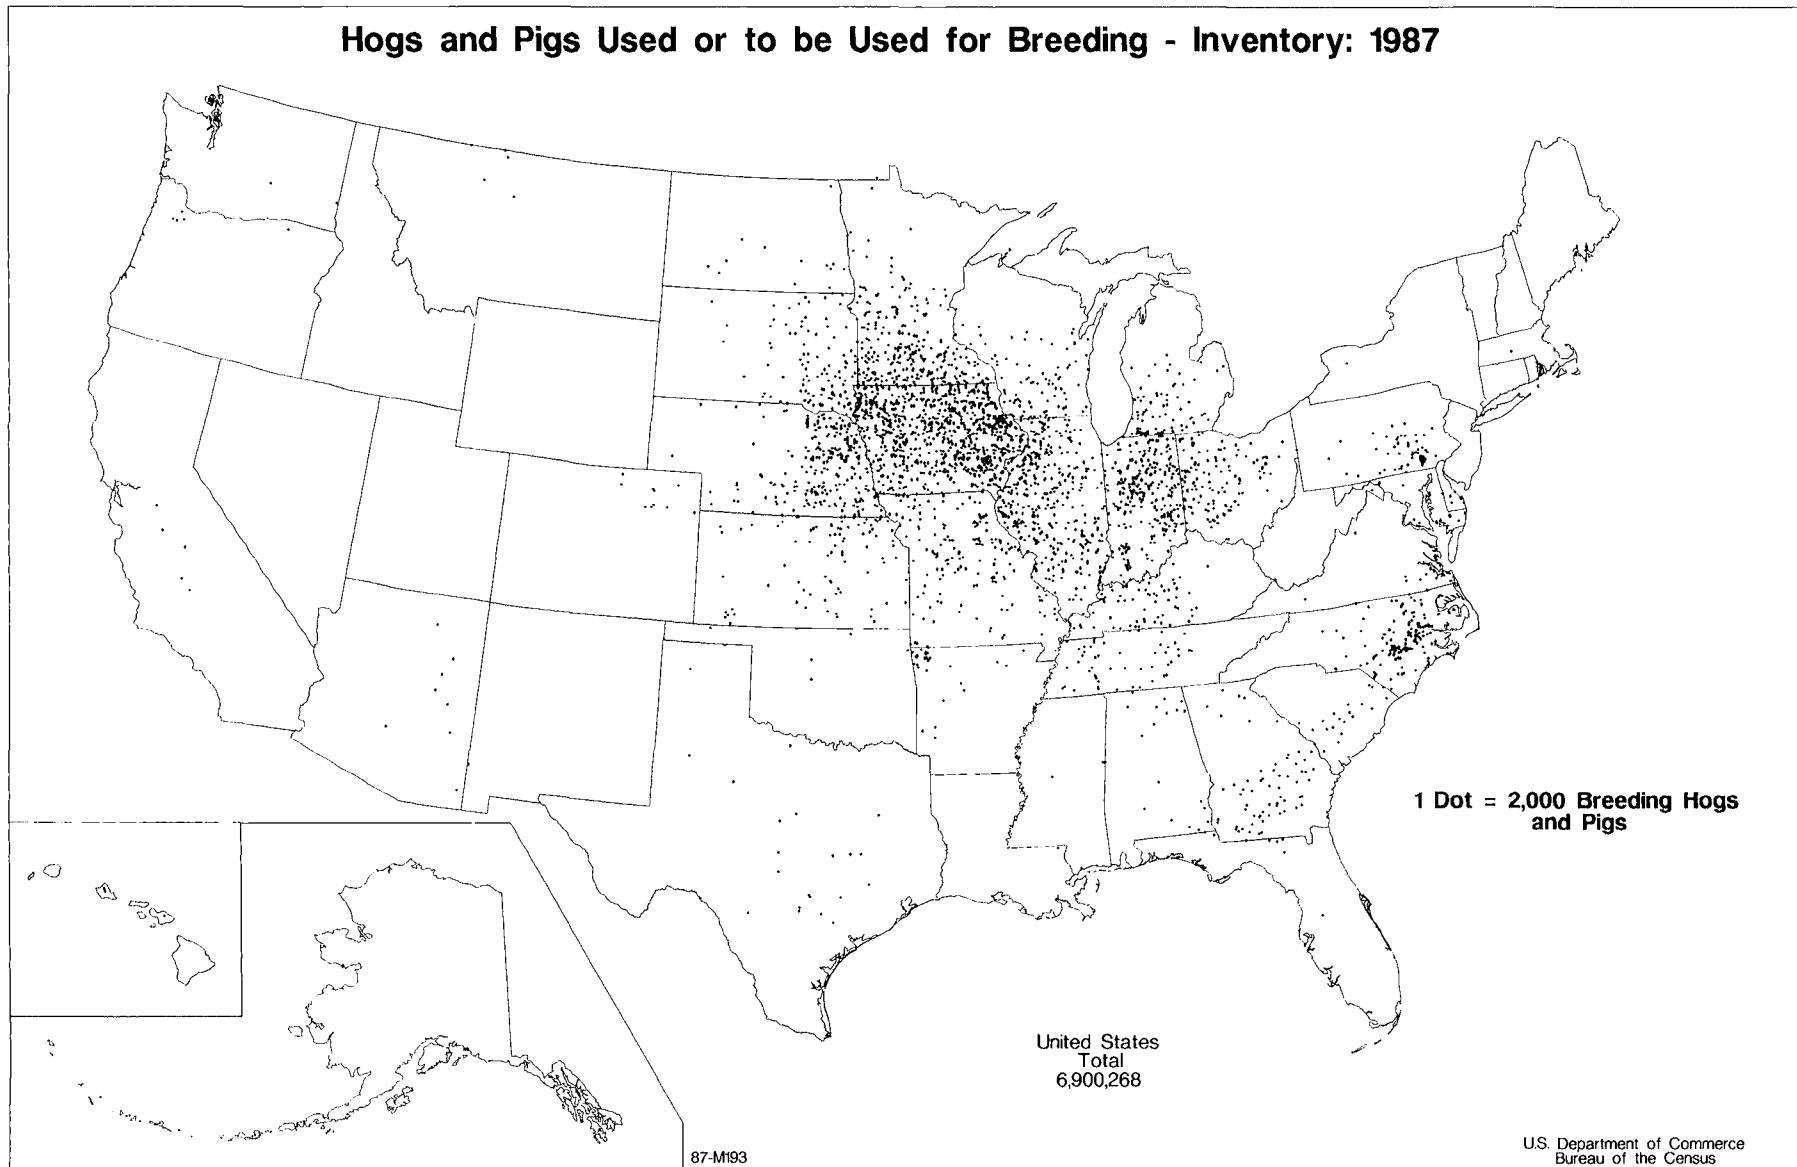 Hogs and Pigs Used or to be Used for Breeding - Inventory: 1987
1 Dot = 2,000 Breeding Hogs
and Pigs
United States
Total
6,900,268
87-M193
U.S. Department of Commerce
Bureau of the Census